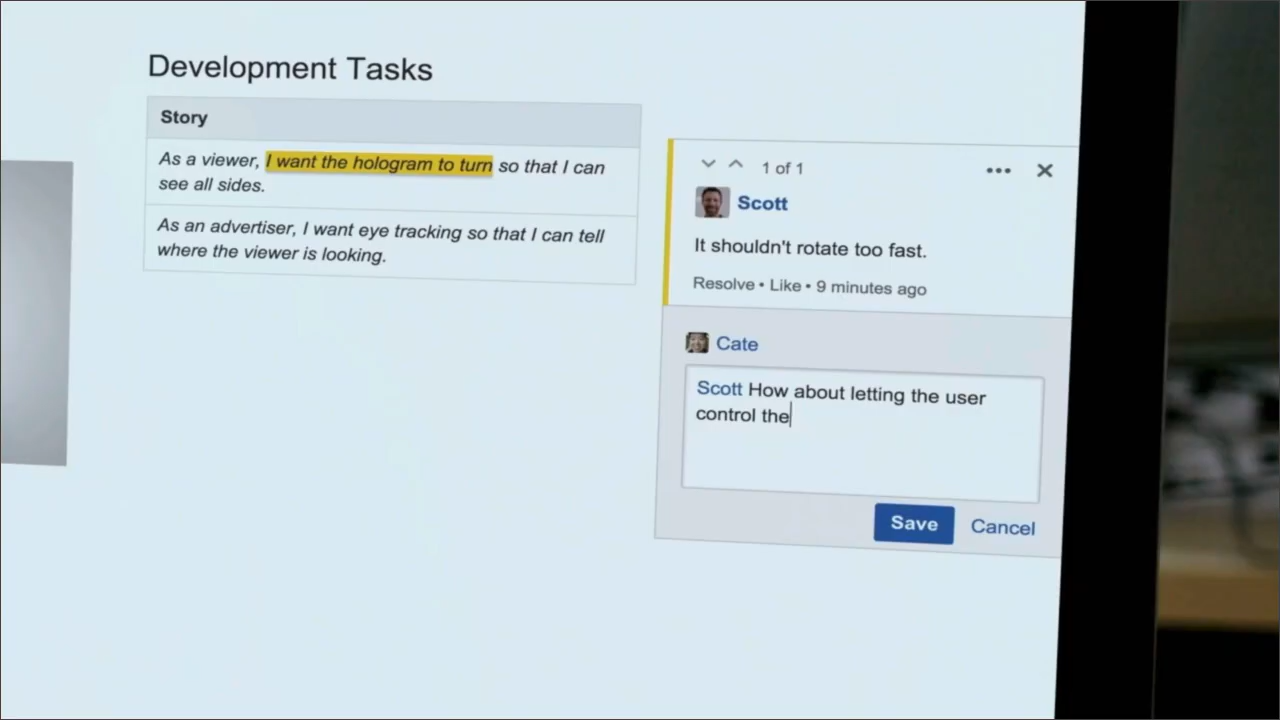 Development Tasks
Story
As a viewer, I want the hologram to turn so that I can
see all sides.
As an advertiser, I want eye tracking so that I can tell
where the viewer is looking.
1 of 1
Scott
It shouldn't rotate too fast.
Resolve • Like • 9 minutes ago
Cate
Scott How about letting the user
control the
Save Cancel